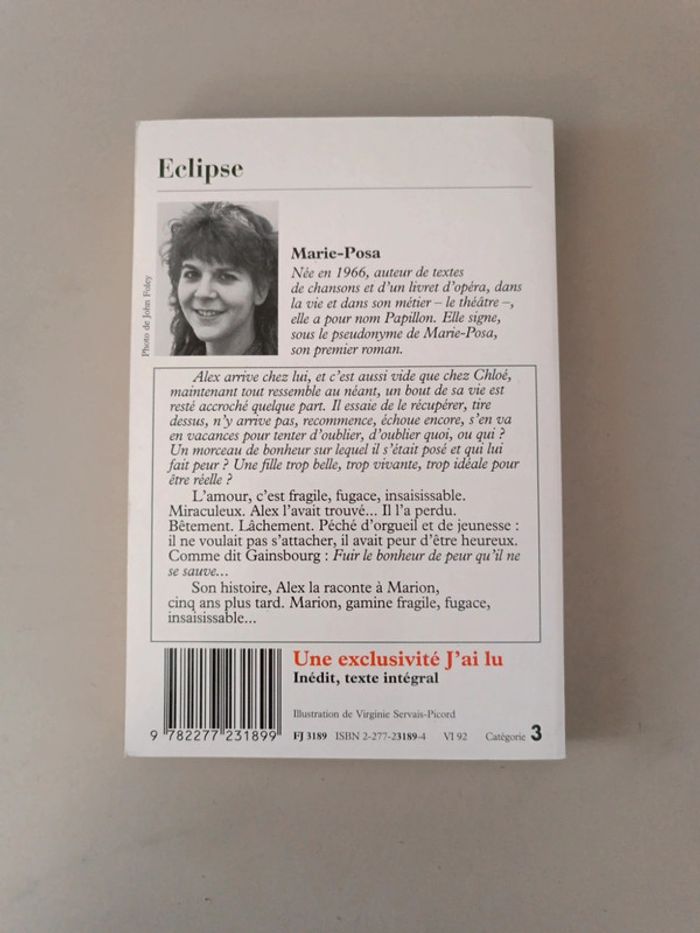 Eclipse
Photo de John Foley
Marie-Posa
Née en 1966, auteur de textes
de chansons et d'un livret d'opéra, dans
la vie et dans son métier – le théâtre –,
elle a pour nom Papillon. Elle signe,
sous le pseudonyme de Marie-Posa,
son premier roman.
Alex arrive chez lui, et c'est aussi vide que chez Chloé,
maintenant tout ressemble au néant, un bout de sa vie est
resté accroché quelque part. Il essaie de le récupérer, tire
dessus, n'y arrive pas, recommence, échoue encore, s'en va
en vacances pour tenter d'oublier, d'oublier quoi, ou qui ?
Un morceau de bonheur sur lequel il s'était posé et qui lui
fait peur ? Une fille trop belle, trop vivante, trop idéale pour
être réelle ?
L'amour, c'est fragile, fugace, insaisissable.
Miraculeux. Alex l'avait trouvé... Il l'a perdu.
Bêtement. Lâchement. Péché d'orgueil et de jeunesse :
il ne voulait pas s'attacher, il avait peur d'être heureux.
Comme dit Gainsbourg : Fuir le bonheur de peur qu'il ne
se sauve...
Son histoire, Alex la raconte à Marion,
cinq ans plus tard. Marion, gamine fragile, fugace,
insaisissable...
Une exclusivité J'ai lu
Inédit, texte intégral
Illustration de Virginie Servais-Picord
9 782277 231899
FJ 3189 ISBN 2-277-23189-4 VI 92 Catégorie 3